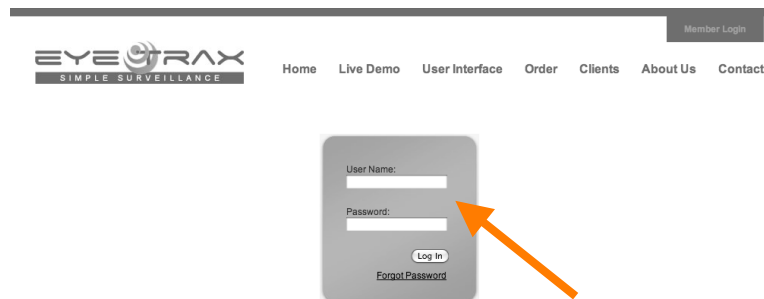 Member Login
EYETRAX
SIMPLE SURVEILLANCE
Home Live Demo User Interface Order Clients About Us Contact
User Name:
Password:
Log In
Forgot Password